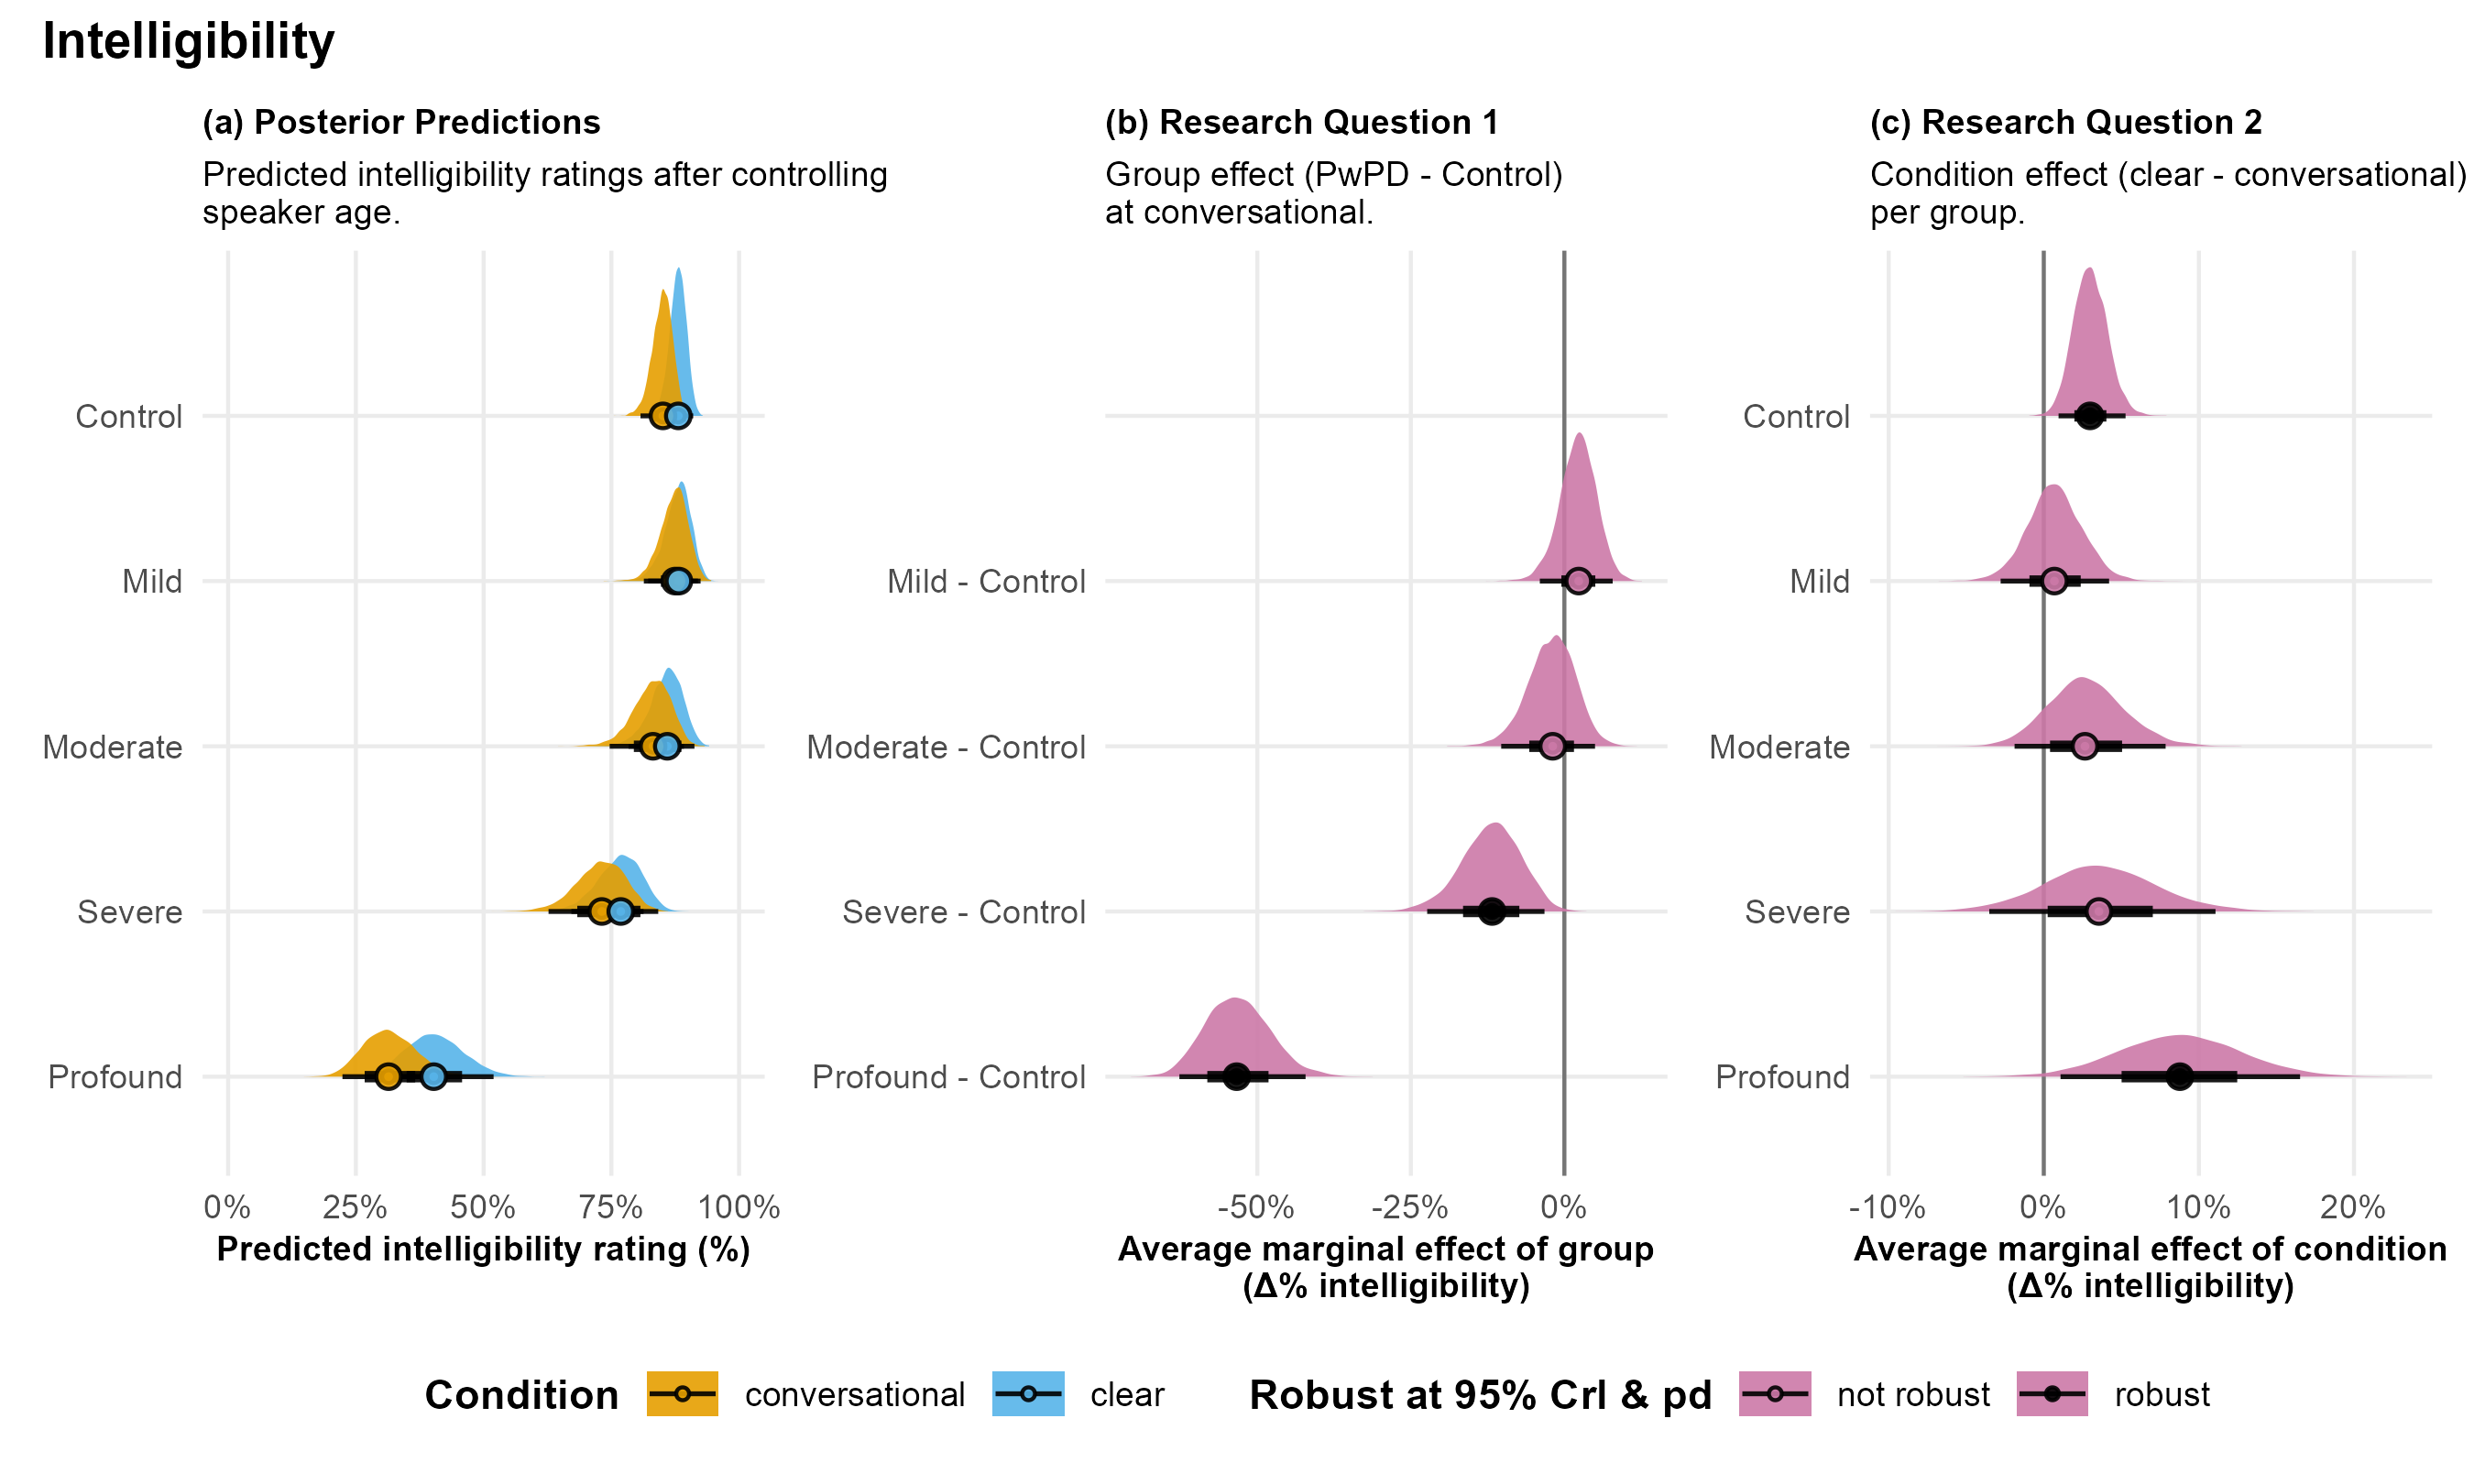 Intelligibility
(a) Posterior Predictions
Predicted intelligibility ratings after controlling
speaker age.
Control
Mild
Moderate
Severe
Profound
0% 25% 50% 75% 100%
Predicted intelligibility rating (%)
(b) Research Question 1
Group effect (PwPD - Control)
at conversational.
Mild - Control
Moderate - Control
Severe - Control
Profound - Control
-50% -25% 0%
Average marginal effect of group
(Δ% intelligibility)
(c) Research Question 2
Condition effect (clear - conversational)
per group.
Control
Mild
Moderate
Severe
Profound
-10% 0% 10% 20%
Average marginal effect of condition
(Δ% intelligibility)
Condition conversational clear Robust at 95% CrI & pd not robust robust